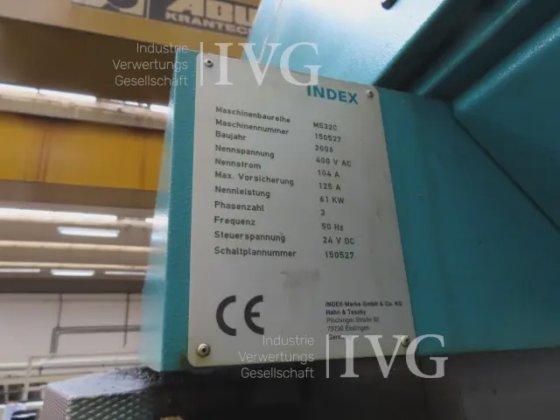 ABU
KRANTECH
Industrie
Verwertungs
Gesellschaft
IVG
INDEX
Maschinenbaureihe MS32C
Maschinennummer 150527
Baujahr 2006
Nennspannung 400 V AC
Nennstrom 104 A
Max. Vorsicherung 125 A
Nennleistung 61 KW
Phasenzahl 3
Frequenz 50 Hz
Steuerspannung 24 V DC
Schaltplannummer 150527
CE
INDEX-Werke GmbH & Co. KG
Hahn & Tessky
Plochinger Straße 92
73730 Esslingen
Industrie
Verwertungs
Gesellschaft
IVG